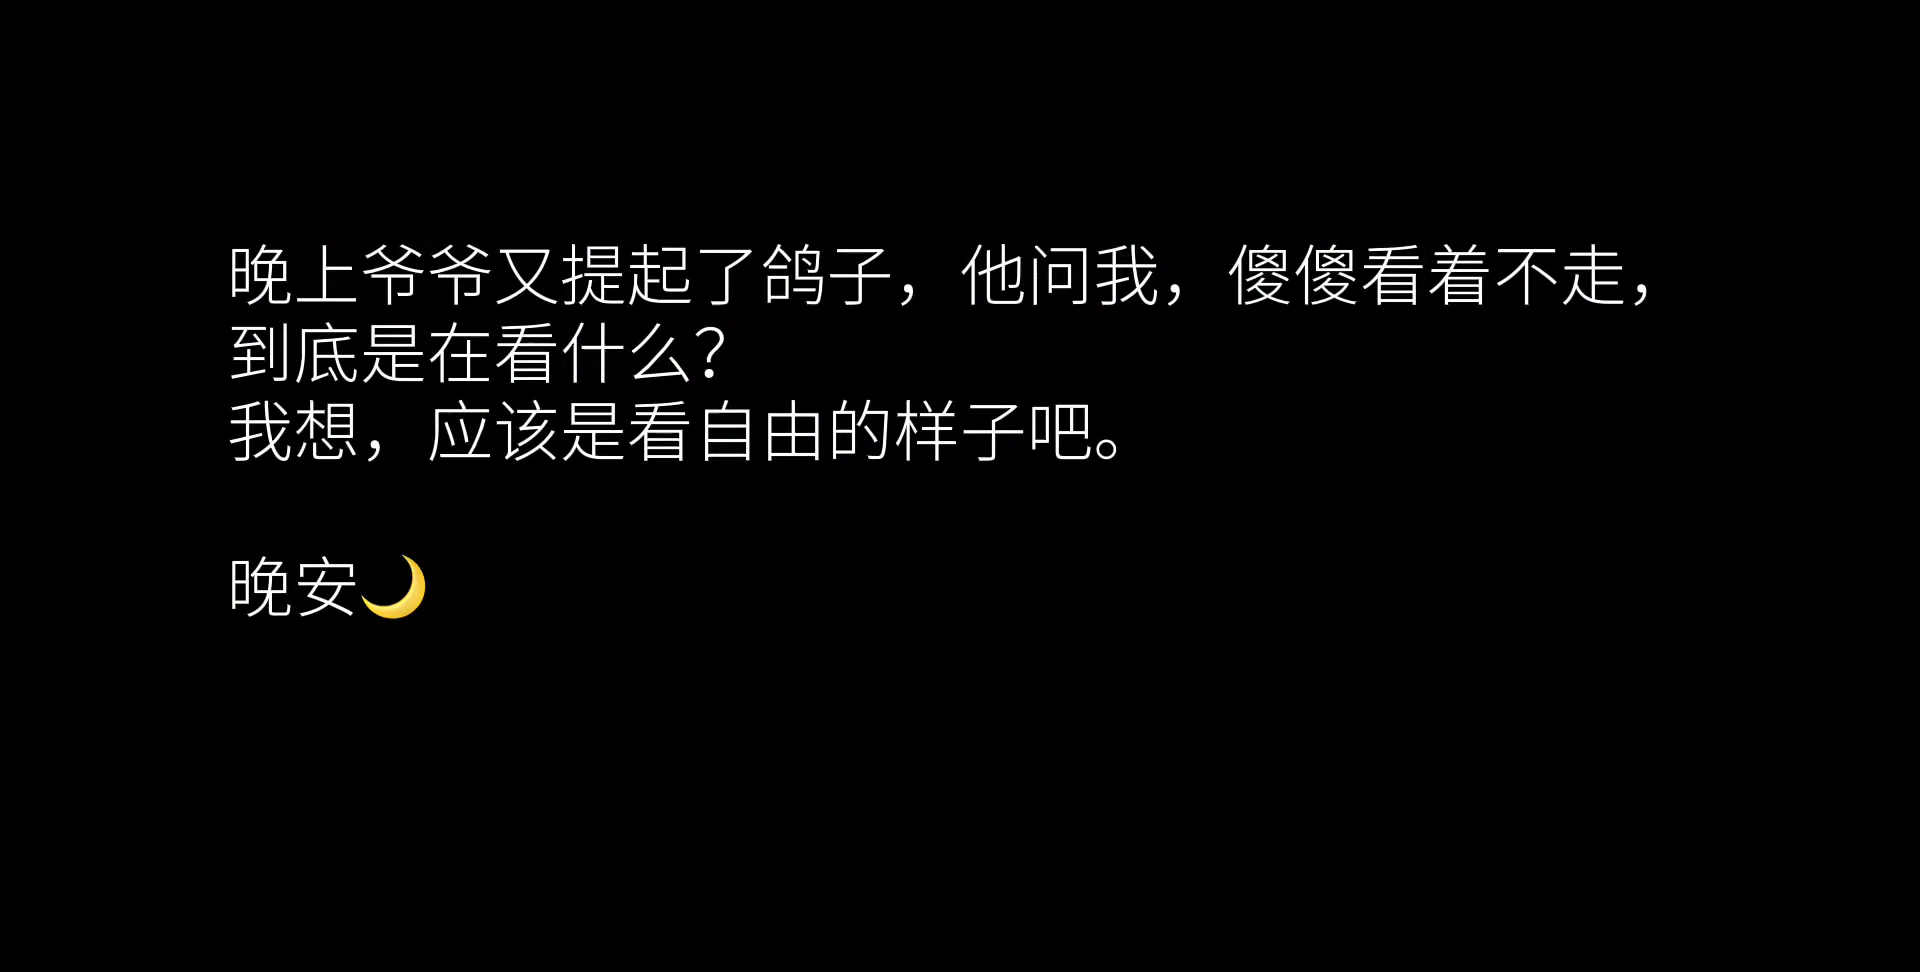 晚上爷爷又提起了鸽子，他问我，傻傻看着不走，
到底是在看什么？
我想，应该是看自由的样子吧。
晚安🌙